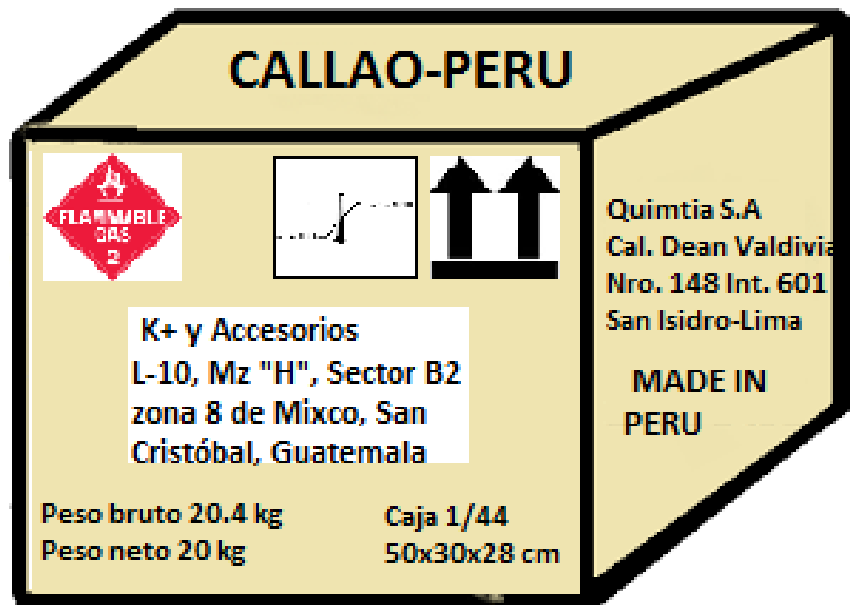 CALLAO-PERU
FLAMMABLE
GAS
2
K+ y Accesorios
L-10, Mz "H", Sector B2
zona 8 de Mixco, San
Cristóbal, Guatemala
Peso bruto 20.4 kg
Peso neto 20 kg
Caja 1/44
50x30x28 cm
Quimtia S.A
Cal. Dean Valdivia
Nro. 148 Int. 601
San Isidro-Lima
MADE IN
PERU